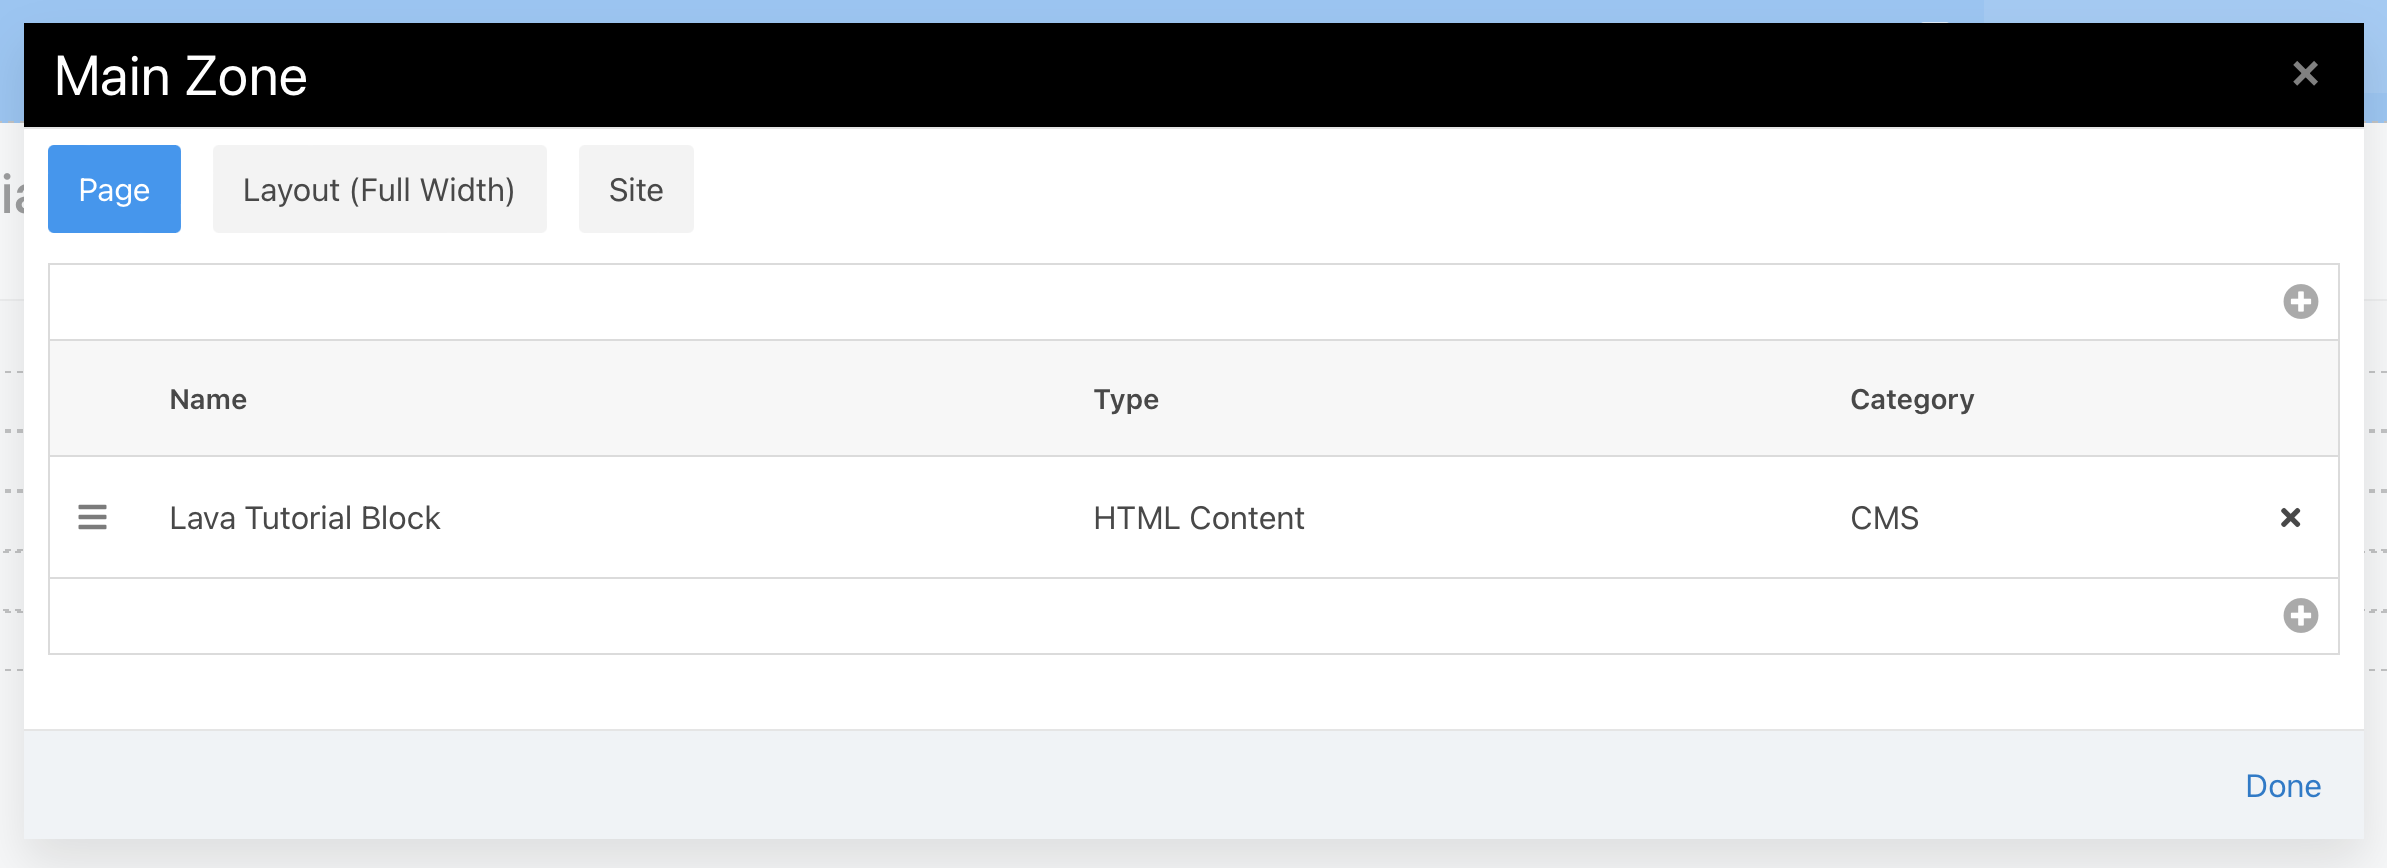 Main Zone
Page
Layout (Full Width)
Site
Name
Type
Category
Lava Tutorial Block
HTML Content
CMS
Done